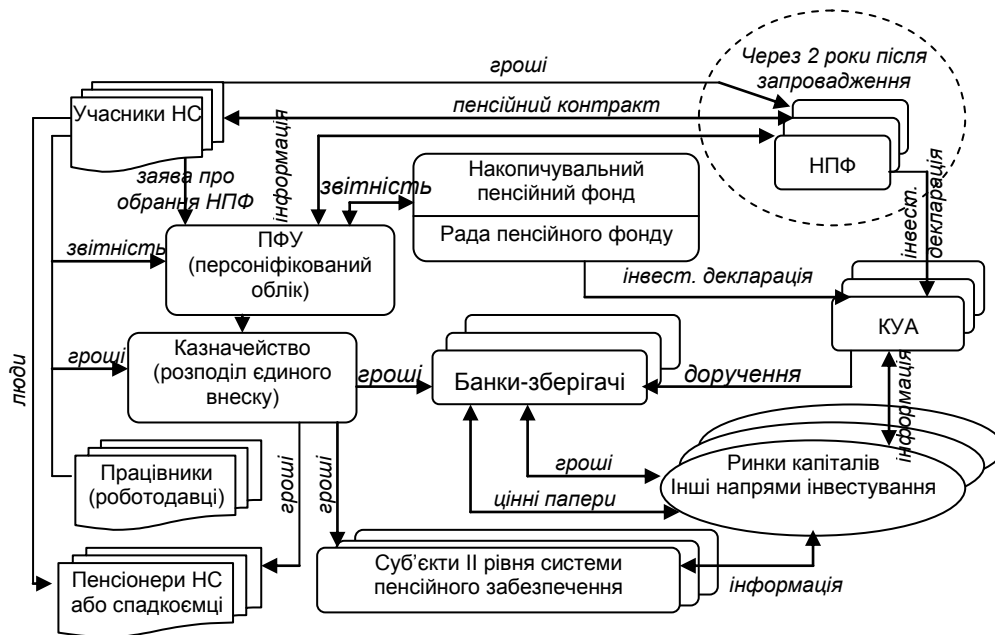 гроші
Через 2 роки після
запровадження
Учасники НС
пенсійний контракт
НПФ
інформація
заява про
обрання НПФ
звітність
Накопичувальний
пенсійний фонд
Рада пенсійного фонду
інвест.
декларація
звітність
ПФУ
(персоніфікований
облік)
інвест. декларація
КУА
люди
гроші
Казначейство
(розподіл єдиного
внеску)
гроші
Банки-зберігачі
доручення
інформація
Працівники
(роботодавці)
гроші
гроші
гроші
цінні папери
Ринки капіталів
Інші напрями інвестування
Пенсіонери НС
або спадкоємці
Суб’єкти ІІ рівня системи
пенсійного забезпечення
інформація